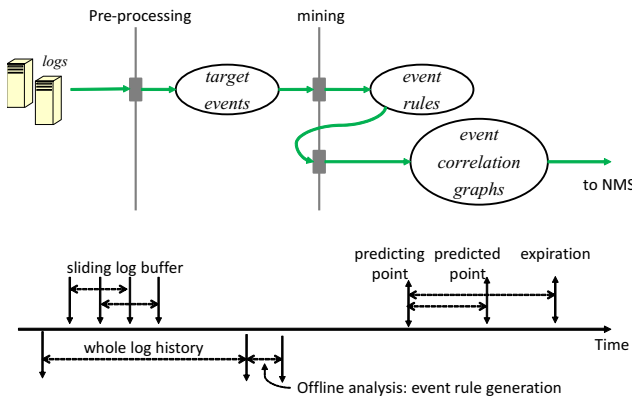 Pre-processing
mining
logs
target
events
event
rules
event
correlation
graphs
to NMS
predicting
point
predicted
point
expiration
sliding log buffer
Time
whole log history
Offline analysis: event rule generation